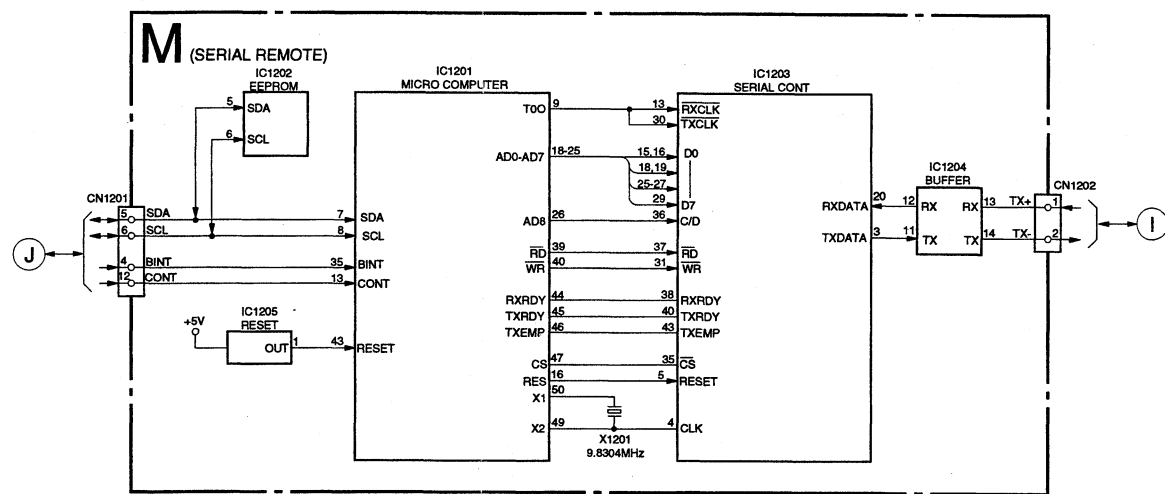 M (SERIAL REMOTE)
IC1202
EEPROM
5 SDA
6 SCL
IC1201
MICRO COMPUTER
T0O 9
AD0-AD7 18-25
AD8 26
RD 39
WR 40
RXRDY 44
TXRDY 45
TXEMP 46
CS 47
RES 16
X1 50
X2 49
7 SDA
8 SCL
35 BINT
13 CONT
43 RESET
IC1203
SERIAL CONT
13 RXCLK
30 TXCLK
15,16 D0
18,19
25-27
29 D7
36 C/D
37 RD
31 WR
38 RXRDY
40 TXRDY
43 TXEMP
35 CS
5 RESET
4 CLK
RXDATA 20
TXDATA 3
X1201
9.8304MHz
IC1204
BUFFER
12 RX RX 13 TX+
11 TX TX 14 TX-
CN1202
1
2
I
CN1201
5 SDA
6 SCL
4 BINT
12 CONT
J
+5V
IC1205
RESET
OUT 1